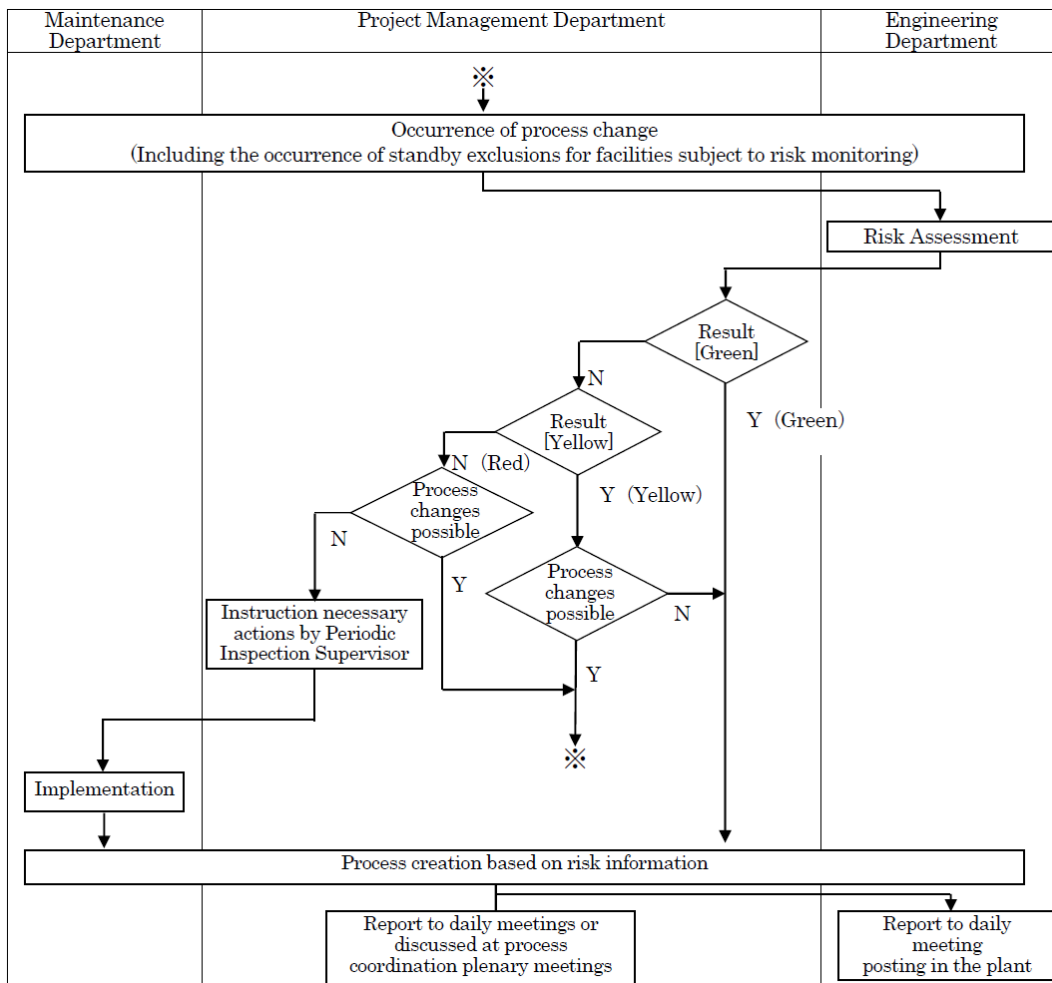 Maintenance
Department
Project Management Department
Engineering
Department
※
Occurrence of process change
(Including the occurrence of standby exclusions for facilities subject to risk monitoring)
Risk Assessment
Result
[Green]
N
Y (Green)
Result
[Yellow]
N (Red)
Y (Yellow)
Process
changes
possible
N
Y
Process
changes
possible
N
Y
Instruction necessary
actions by Periodic
Inspection Supervisor
※
Implementation
Process creation based on risk information
Report to daily meetings or
discussed at process
coordination plenary meetings
Report to daily
meeting
posting in the plant